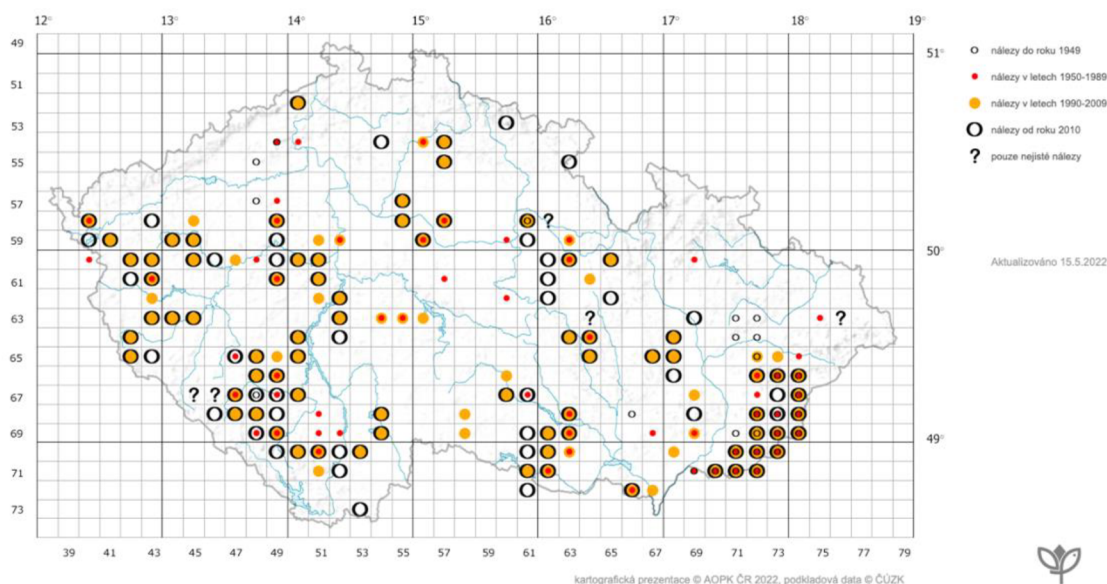 12° 13° 14° 15° 16° 17° 18° 19°
49
51°
51
53
55
57
59
50°
61
63
65
67
69
49°
71
73
39 41 43 45 47 49 51 53 55 57 59 61 63 65 67 69 71 73 75 77 79
nálezy do roku 1949
nálezy v letech 1950-1989
nálezy v letech 1990-2009
nálezy od roku 2010
? pouze nejisté nálezy
Aktualizováno 15.5.2022
?
?
?
? ?
kartografická prezentace © AOPK ČR 2022, podkladová data © ČÚZK